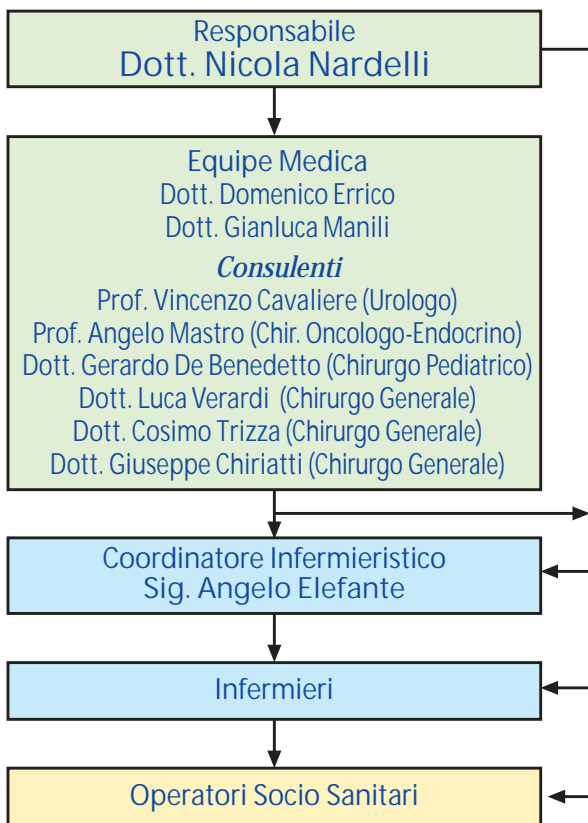 Responsabile
Dott. Nicola Nardelli
Equipe Medica
Dott. Domenico Errico
Dott. Gianluca Manili
Consulenti
Prof. Vincenzo Cavaliere (Urologo)
Prof. Angelo Mastro (Chir. Oncologo-Endocrino)
Dott. Gerardo De Benedetto (Chirurgo Pediatrico)
Dott. Luca Verardi (Chirurgo Generale)
Dott. Cosimo Trizza (Chirurgo Generale)
Dott. Giuseppe Chiriatti (Chirurgo Generale)
Coordinatore Infermieristico
Sig. Angelo Elefante
Infermieri
Operatori Socio Sanitari